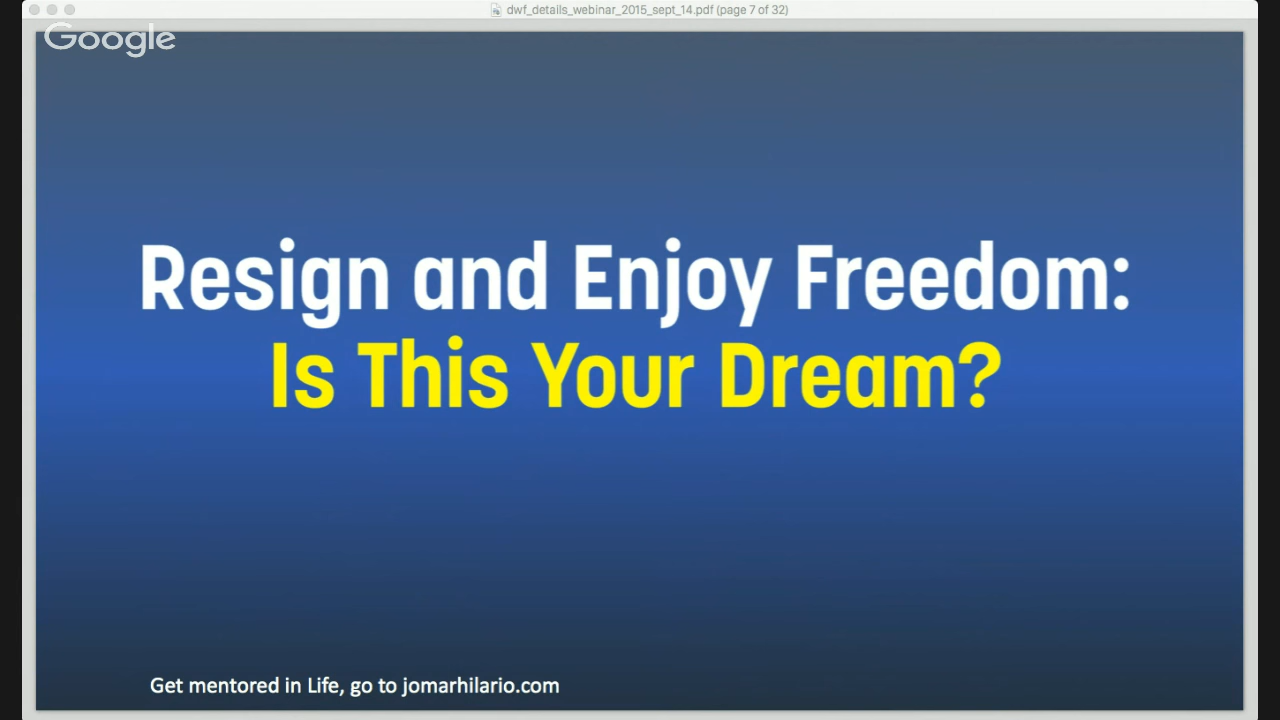 dwf_details_webinar_2015_sept_14.pdf (page 7 of 32)
Google
Resign and Enjoy Freedom:
Is This Your Dream?
Get mentored in Life, go to jomarhilario.com